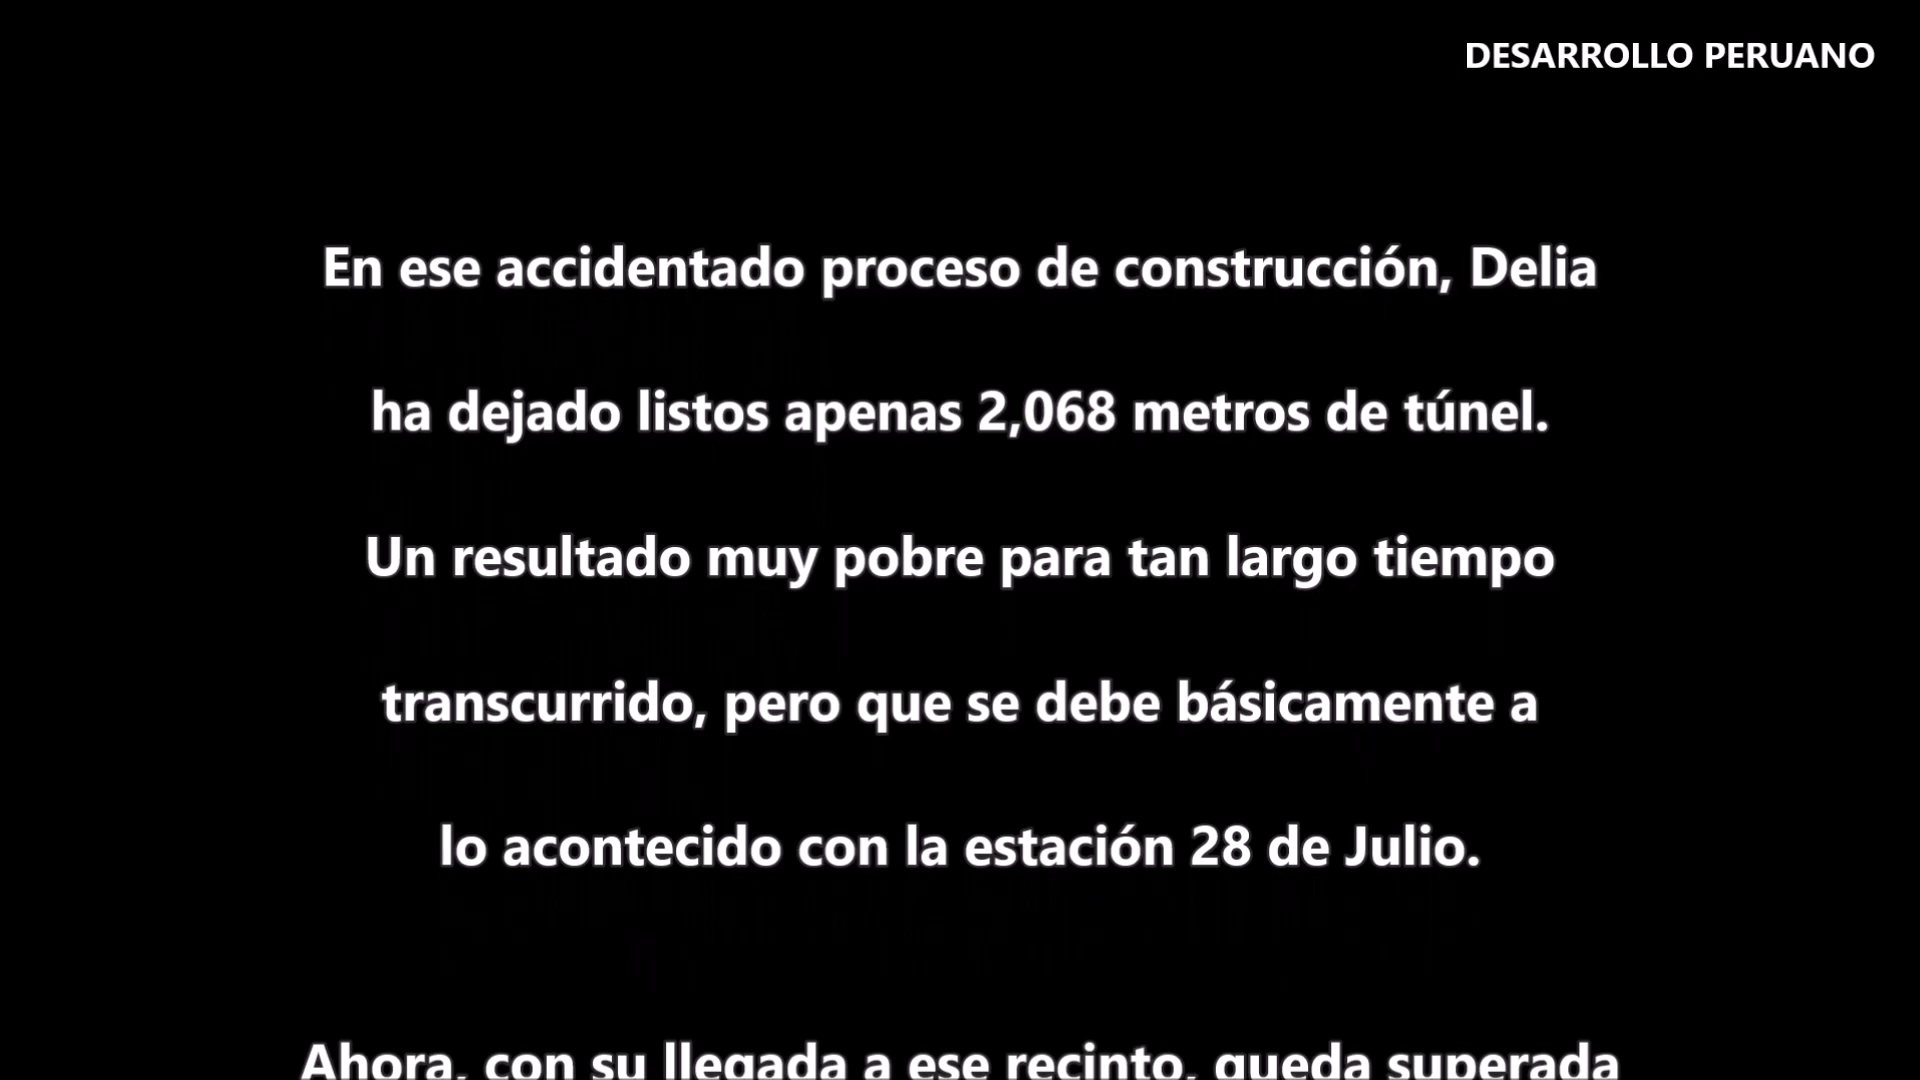 DESARROLLO PERUANO
En ese accidentado proceso de construcción, Delia
ha dejado listos apenas 2,068 metros de túnel.
Un resultado muy pobre para tan largo tiempo
transcurrido, pero que se debe básicamente a
lo acontecido con la estación 28 de Julio.
Ahora, con su llegada a ese recinto, queda superada